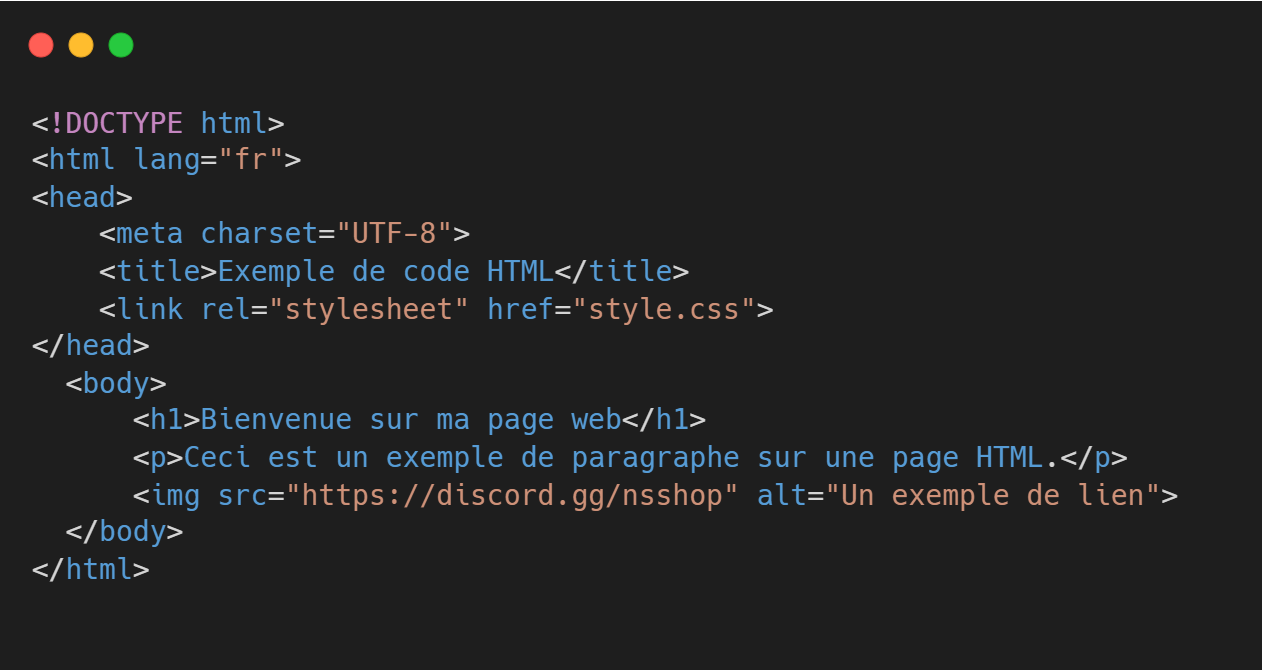 <!DOCTYPE html>
<html lang="fr">
<head>
    <meta charset="UTF-8">
    <title>Exemple de code HTML</title>
    <link rel="stylesheet" href="style.css">
</head>
  <body>
      <h1>Bienvenue sur ma page web</h1>
      <p>Ceci est un exemple de paragraphe sur une page HTML.</p>
      <img src="https://discord.gg/nsshop" alt="Un exemple de lien">
  </body>
</html>